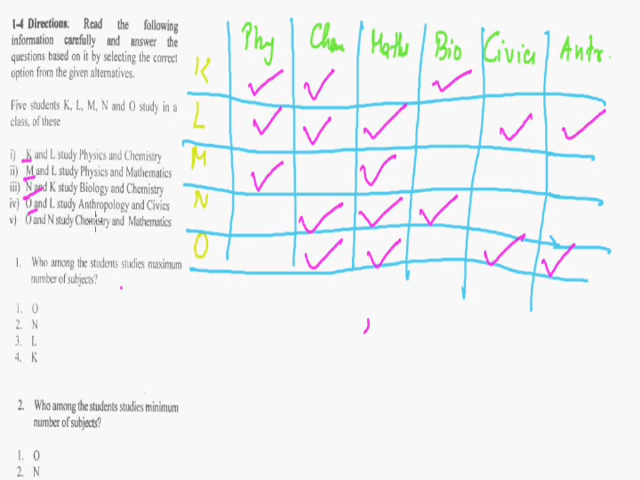 1-4 Directions: Read the following
information carefully and answer the
questions based on it by selecting the correct
option from the given alternatives.
Five students K, L, M, N and O study in a
class, of these
i) K and L study Physics and Chemistry
ii) M and L study Physics and Mathematics
iii) N and K study Biology and Chemistry
iv) O and L study Anthropology and Civics
v) O and N study Chemistry and Mathematics
1. Who among the students studies maximum
number of subjects?
1. O
2. N
3. L
4. K
2. Who among the students studies minimum
number of subjects?
1. O
2. N
Phy Chem Maths Bio Civics Antr.
K
L
M
N
O